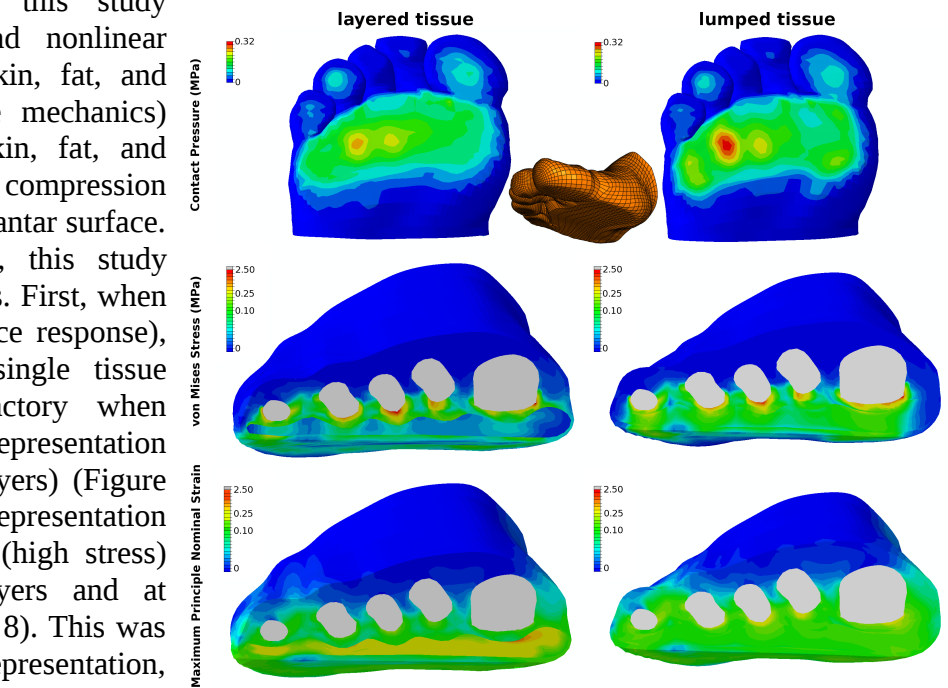 this study
nd nonlinear
kin, fat, and
e mechanics)
kin, fat, and
compression
antar surface.
, this study
s. First, when
ce response),
single tissue
actory when
epresentation
yers) (Figure
epresentation
(high stress)
yers and at
8). This was
epresentation,
layered tissue
lumped tissue
Contact Pressure (MPa)
0.32
0
0.32
0
von Mises Stress (MPa)
2.50
0.25
0.10
0
2.50
0.25
0.10
0
Maximum Principle Nominal Strain
2.50
0.25
0.10
0
2.50
0.25
0.10
0